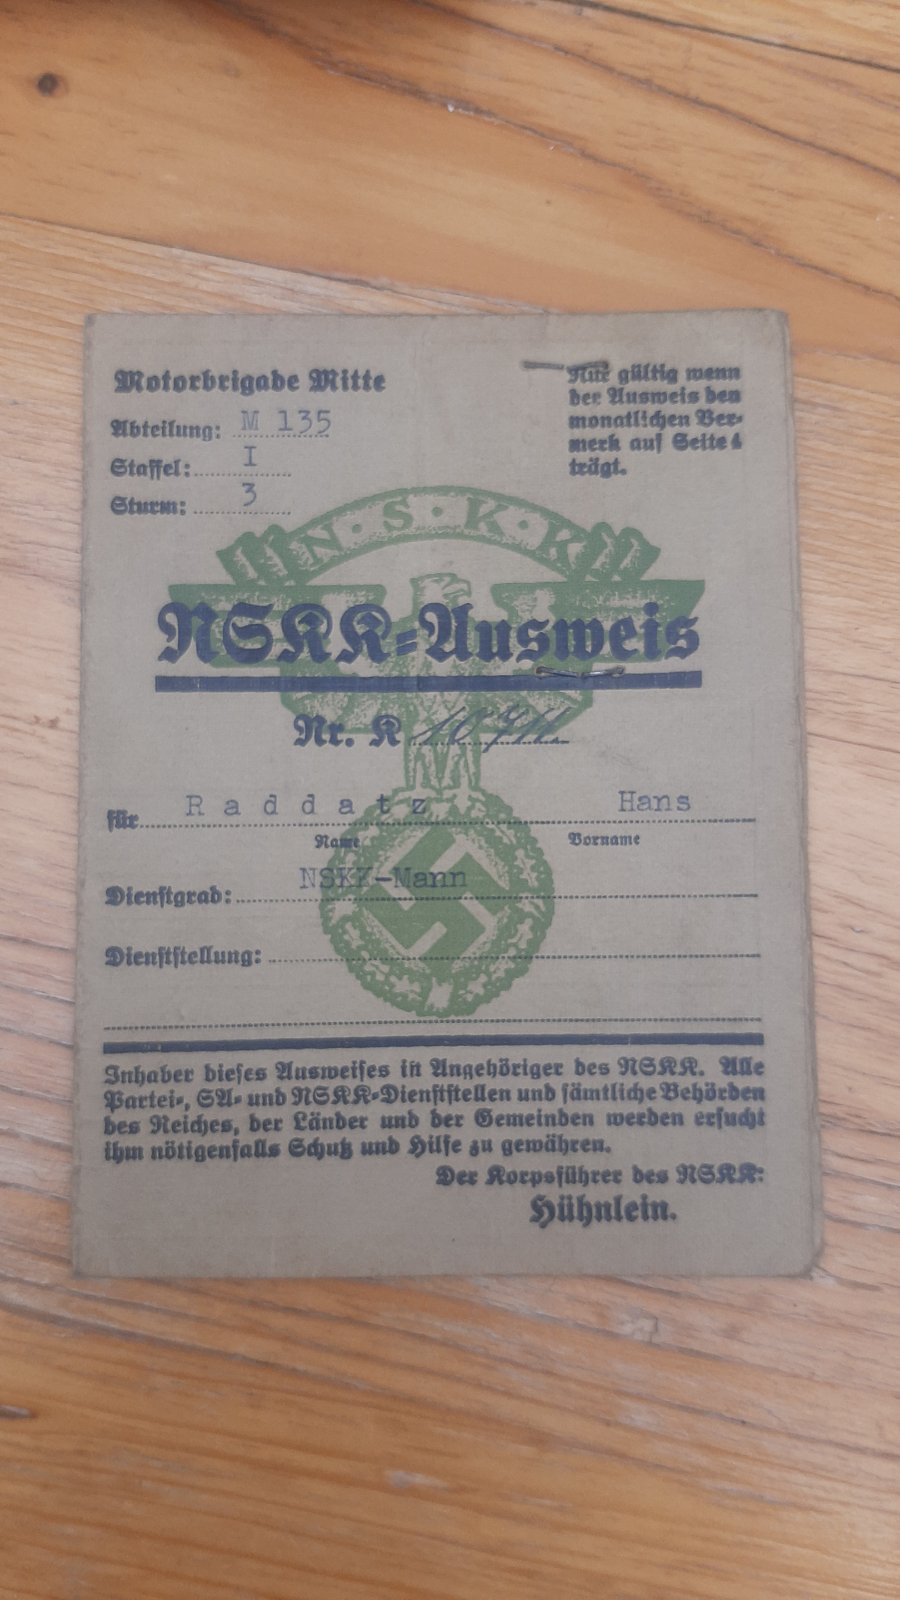 Motorbrigade Mitte
Abteilung: M 135
Staffel: I
Sturm: 3
Nur gültig wenn
der Ausweis den
monatlichen Ver-
merk auf Seite 4
trägt.
N·S·K·K
NSKK-Ausweis
Nr. K 10711
für Raddatz Hans
Name Vorname
Dienstgrad: NSKK-Mann
Dienststellung:
Inhaber dieses Ausweises ist Angehöriger des NSKK. Alle
Partei-, SA- und NSKK-Dienststellen und sämtliche Behörden
des Reiches, der Länder und der Gemeinden werden ersucht
ihm nötigenfalls Schutz und Hilfe zu gewähren.
Der Korpsführer des NSKK:
Hühnlein.